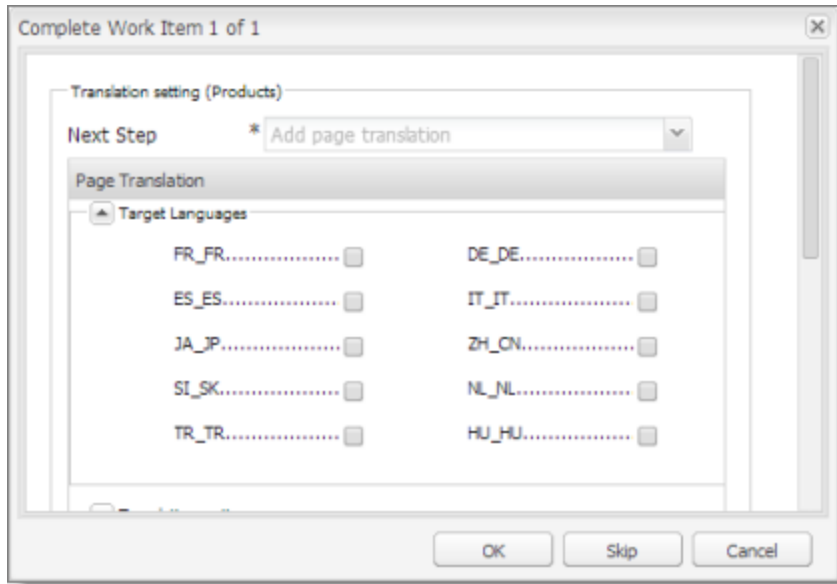 Complete Work Item 1 of 1
Translation setting (Products)
Next Step * Add page translation
Page Translation
Target Languages
FR_FR................... DE_DE...................
ES_ES................... IT_IT....................
JA_JP.................... ZH_CN...................
SI_SK.................... NL_NL...................
TR_TR................... HU_HU..................
OK Skip Cancel